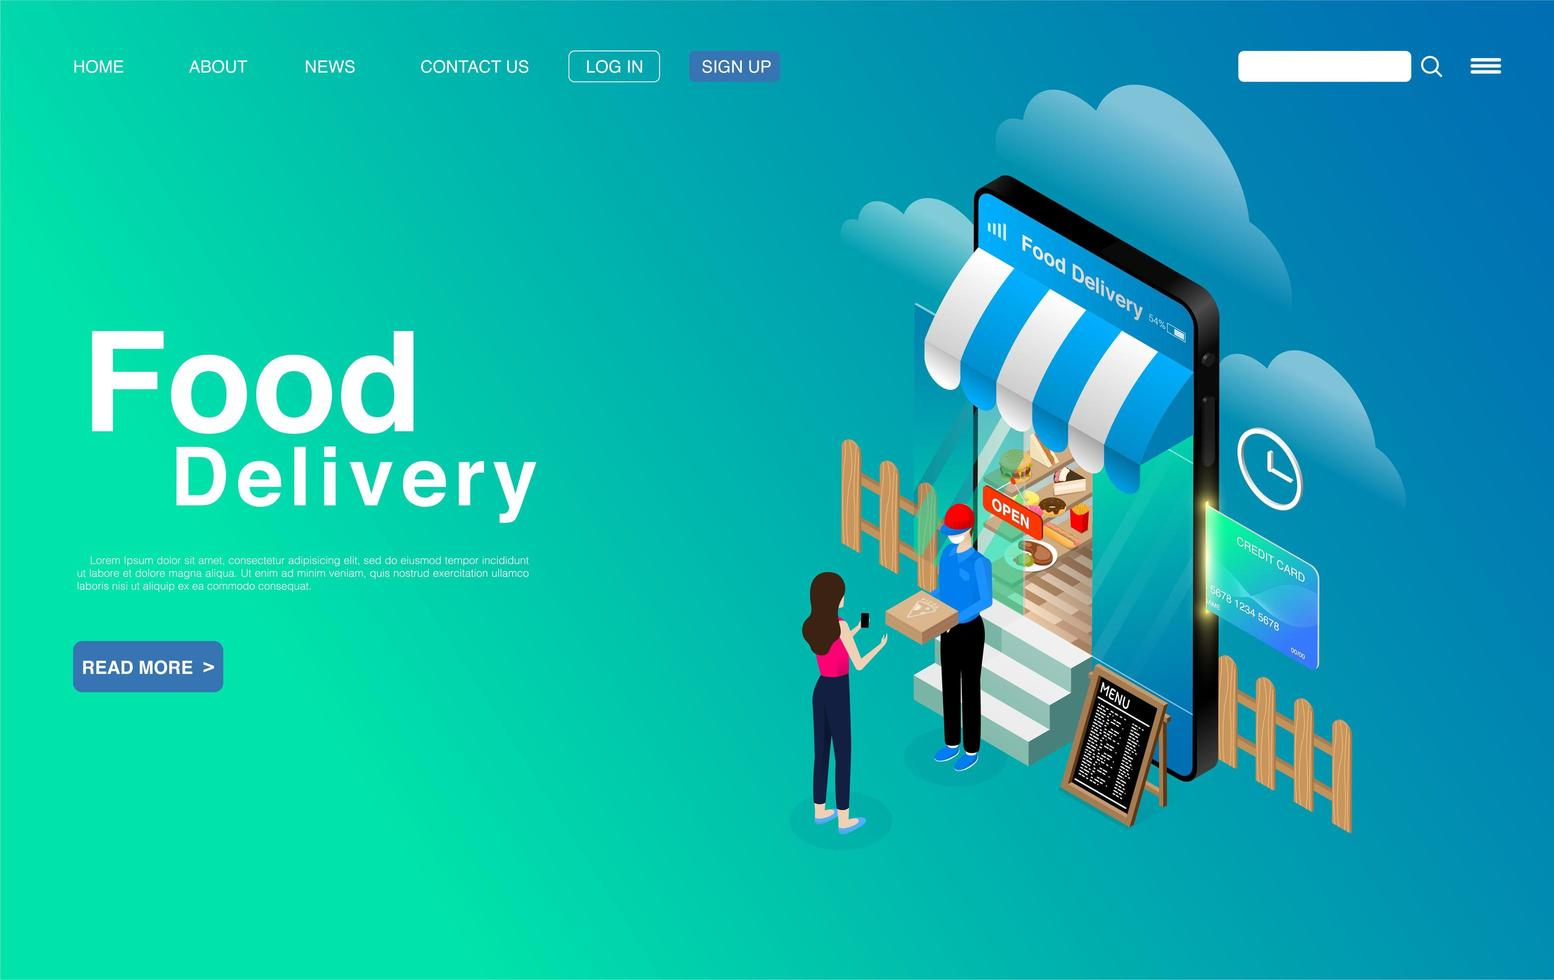 HOME ABOUT NEWS CONTACT US LOG IN SIGN UP
Food Delivery
54%
Food
Delivery
OPEN
CREDIT CARD
5678 1234 5678
00/00
Lorem Ipsum dolor sit amet, consectetur adipisicing elit, sed do eiusmod tempor incididunt
ut labore et dolore magna aliqua. Ut enim ad minim veniam, quis nostrud exercitation ullamco
laboris nisi ut aliquip ex ea commodo consequat.
READ MORE >
MENU